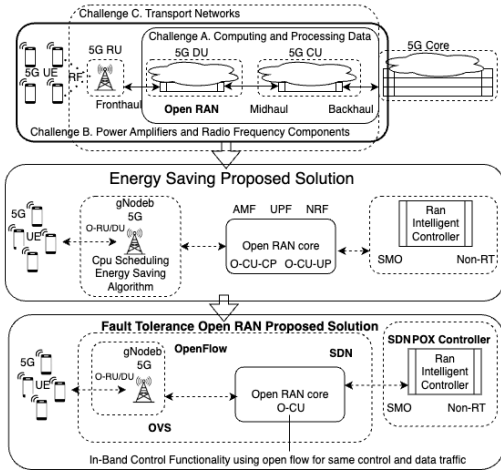 Challenge C. Transport Networks
Challenge A. Computing and Processing Data
5G RU
5G DU
5G CU
5G Core
5G UE
RF
Fronthaul
Open RAN
Midhaul
Backhaul
Challenge B. Power Amplifiers and Radio Frequency Components
Energy Saving Proposed Solution
gNodeb
5G
5G
UE
O-RU/DU
Cpu Scheduling
Energy Saving
Algorithm
AMF UPF NRF
Open RAN core
O-CU-CP O-CU-UP
Ran
Intelligent
Controller
SMO Non-RT
Fault Tolerance Open RAN Proposed Solution
gNodeb
5G
OpenFlow
SDN
SDN POX Controller
5G
UE
O-RU/DU
Open RAN core
O-CU
Ran
Intelligent
Controller
SMO Non-RT
OVS
In-Band Control Functionality using open flow for same control and data traffic